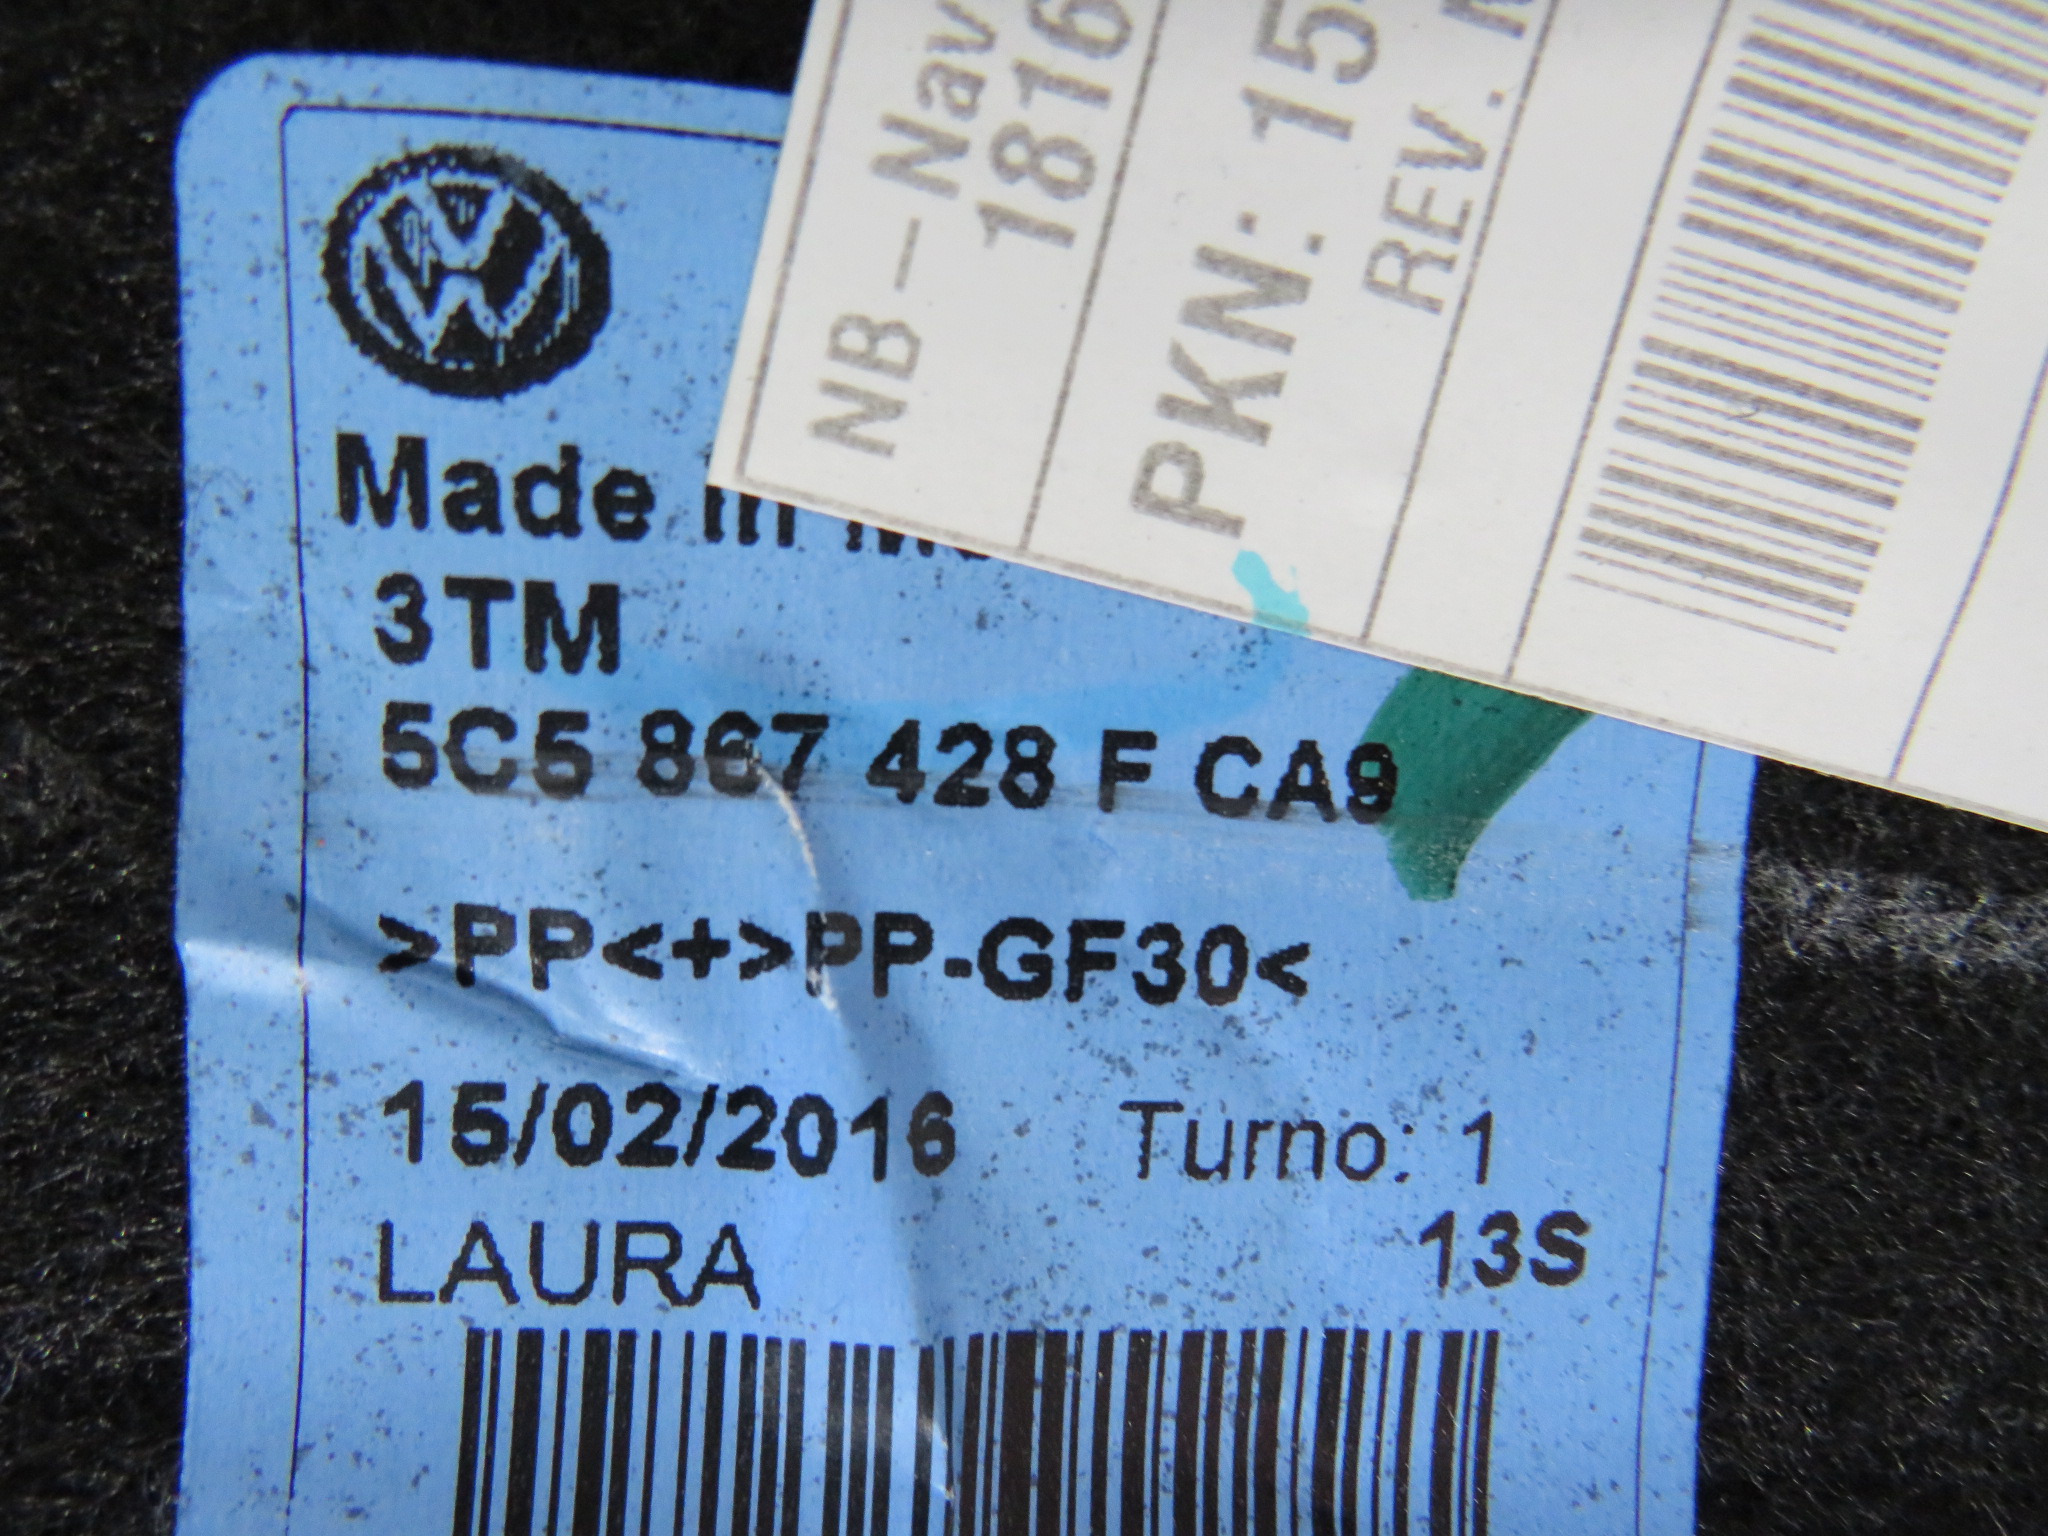 Made in
3TM
5C5 867 428 F CA9
>PP<+>PP-GF30<
15/02/2016 Turno: 1
LAURA 13S
NB-Nav
1816
PKN: 15
REV.